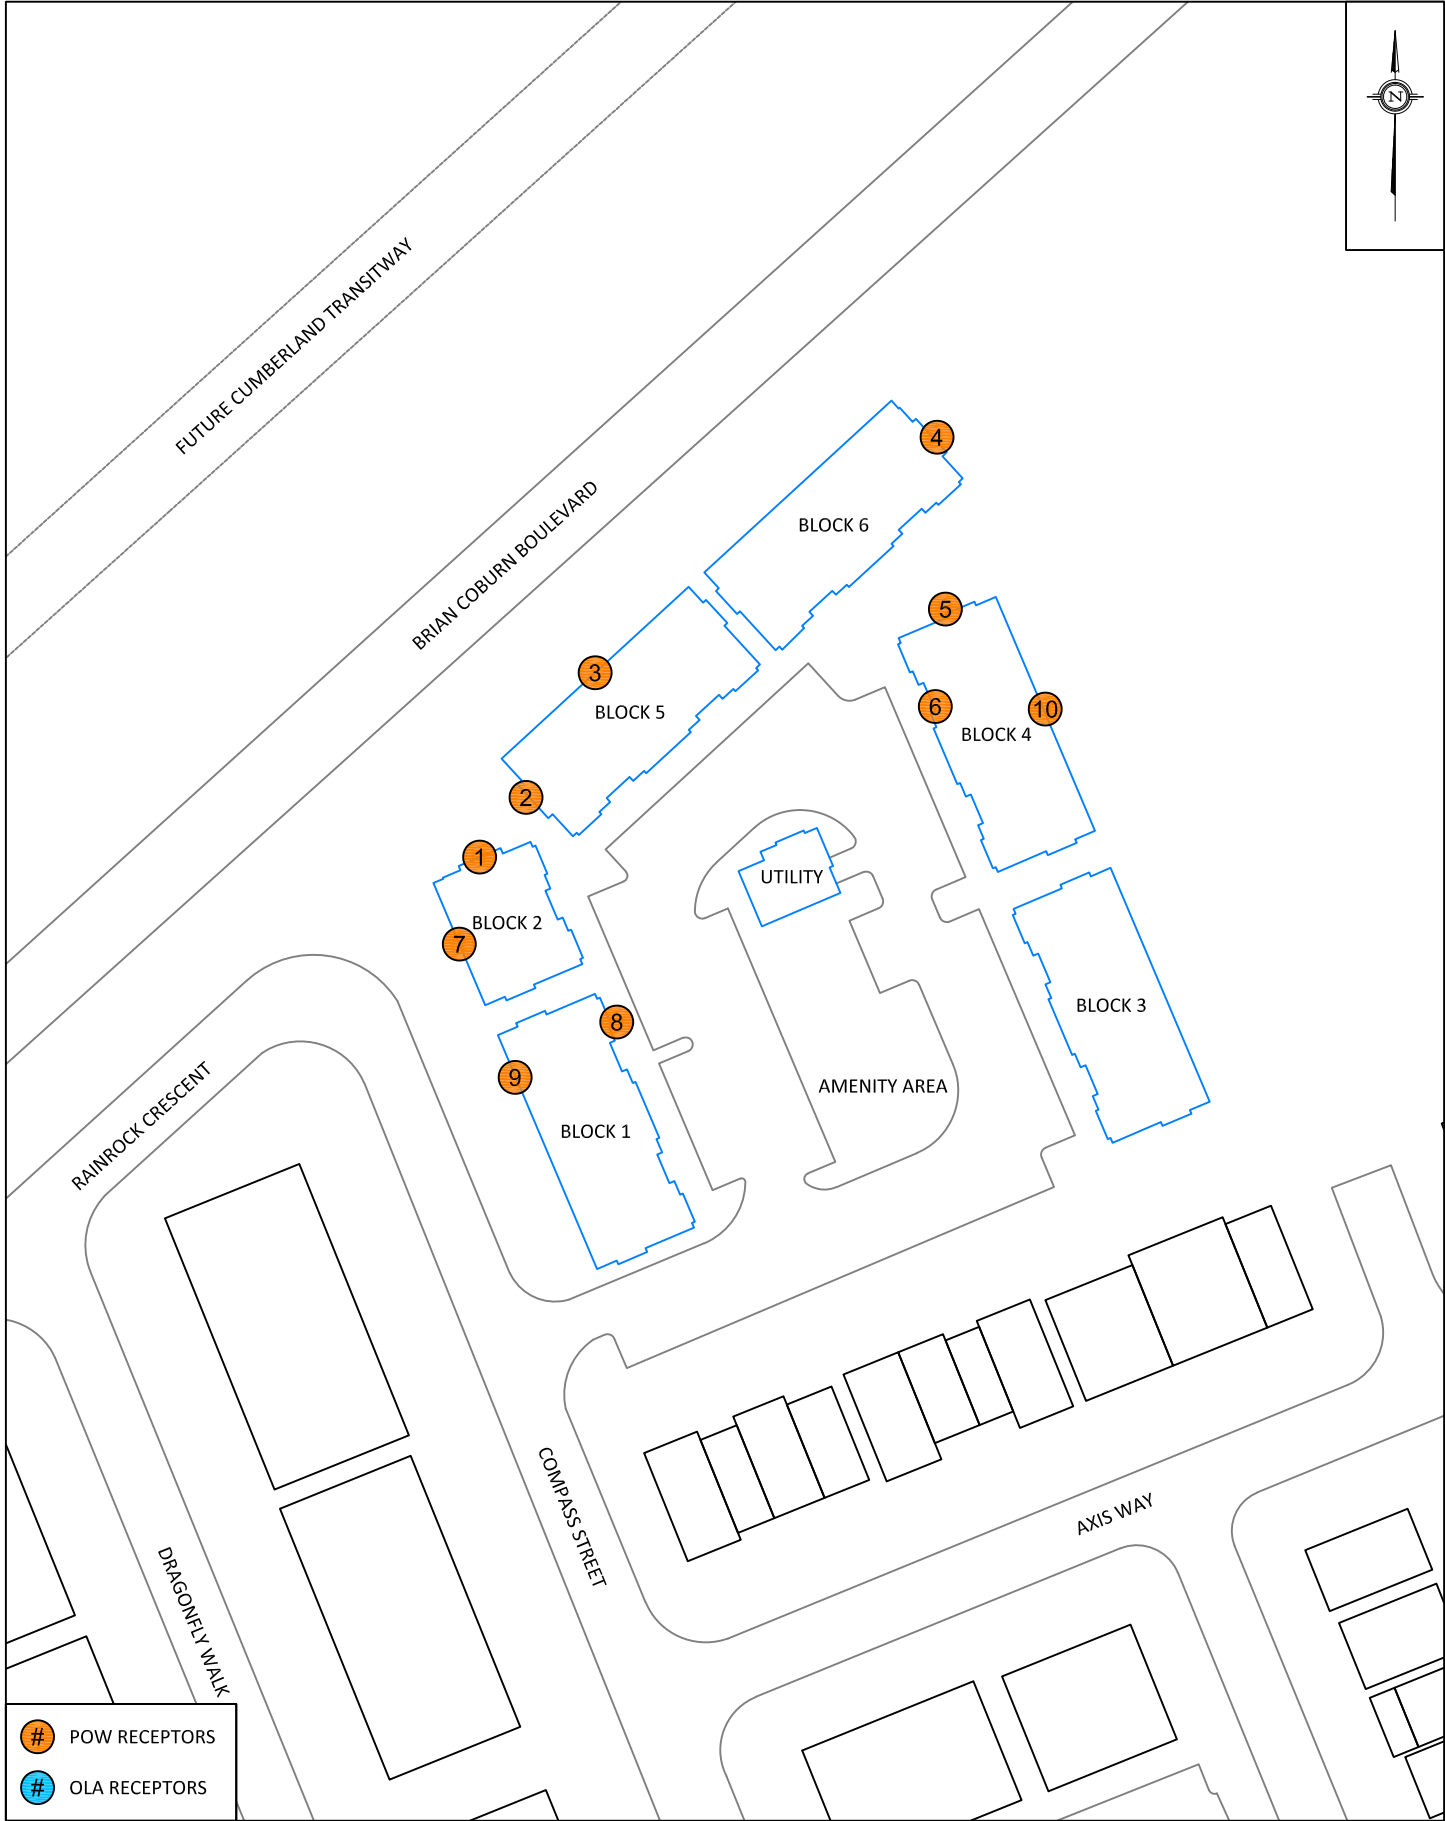 N
FUTURE CUMBERLAND TRANSITWAY
BRIAN COBURN BOULEVARD
4
BLOCK 6
5
3
6
10
BLOCK 5
BLOCK 4
2
1
UTILITY
BLOCK 2
7
BLOCK 3
8
9
AMENITY AREA
RAINROCK CRESCENT
BLOCK 1
COMPASS STREET
AXIS WAY
DRAGONFLY WALK
# POW RECEPTORS
# OLA RECEPTORS